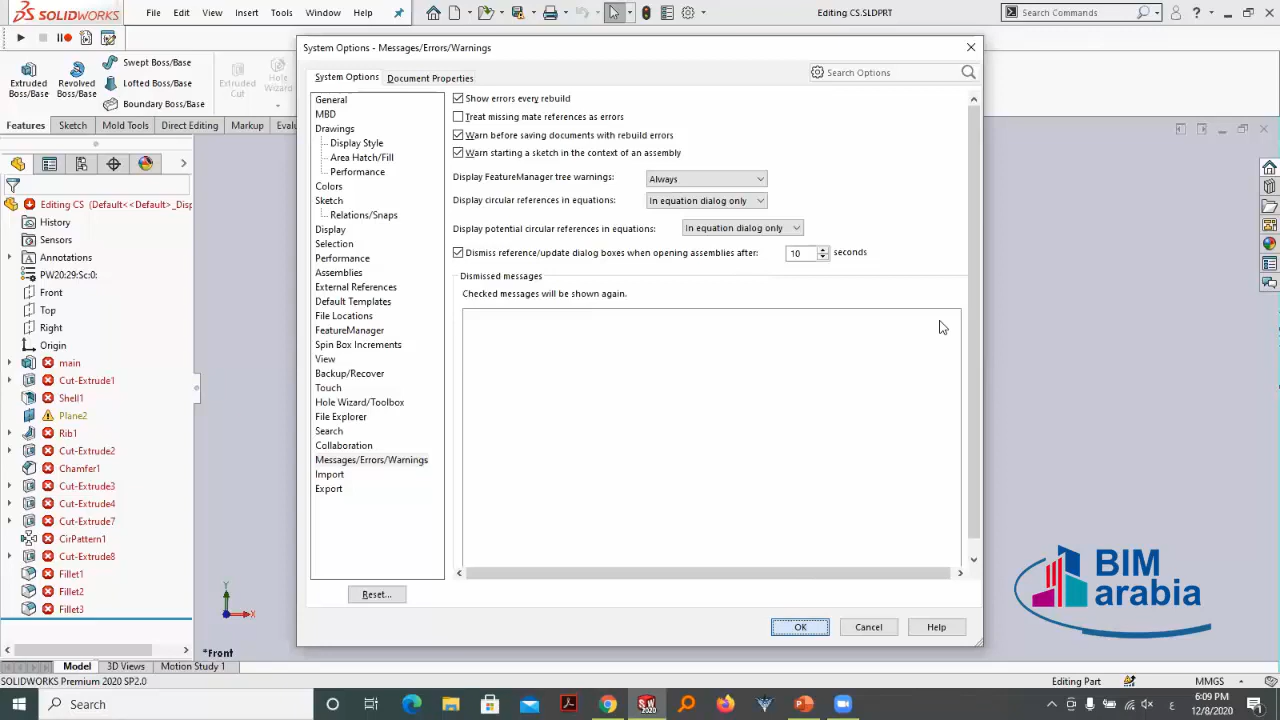 SOLIDWORKS
File
Edit
View
Insert
Tools
Window
Editing CS.SLDPRT
Search Commands
?
Extruded
Boss/Base
Revolved
Boss/Base
Swept Boss/Base
Lofted Boss/Base
Boundary Boss/Base
Extruded
Cut
Hole
Wizard
Features
Sketch
Mold Tools
Direct Editing
Markup
Evalu
Editing CS (Default<<Default>_Disp
History
Sensors
Annotations
PW20:29:Sc:0:
Front
Top
Right
Origin
main
Cut-Extrude1
Shell1
Plane2
Rib1
Cut-Extrude2
Chamfer1
Cut-Extrude3
Cut-Extrude4
Cut-Extrude7
CirPattern1
Cut-Extrude8
Fillet1
Fillet2
Fillet3
System Options - Messages/Errors/Warnings
System Options
Document Properties
Search Options
General
MBD
Drawings
Display Style
Area Hatch/Fill
Performance
Colors
Sketch
Relations/Snaps
Display
Selection
Performance
Assemblies
External References
Default Templates
File Locations
FeatureManager
Spin Box Increments
View
Backup/Recover
Touch
Hole Wizard/Toolbox
File Explorer
Search
Collaboration
Messages/Errors/Warnings
Import
Export
Reset...
Show errors every rebuild
Treat missing mate references as errors
Warn before saving documents with rebuild errors
Warn starting a sketch in the context of an assembly
Display FeatureManager tree warnings: Always
Display circular references in equations: In equation dialog only
Display potential circular references in equations: In equation dialog only
Dismiss reference/update dialog boxes when opening assemblies after: 10 seconds
Dismissed messages
Checked messages will be shown again.
OK
Cancel
Help
BIM
arabia
Y
X
*Front
Model
3D Views
Motion Study 1
SOLIDWORKS Premium 2020 SP2.0
Editing Part
MMGS
Search
SW
2020
ع
6:09 PM
12/8/2020